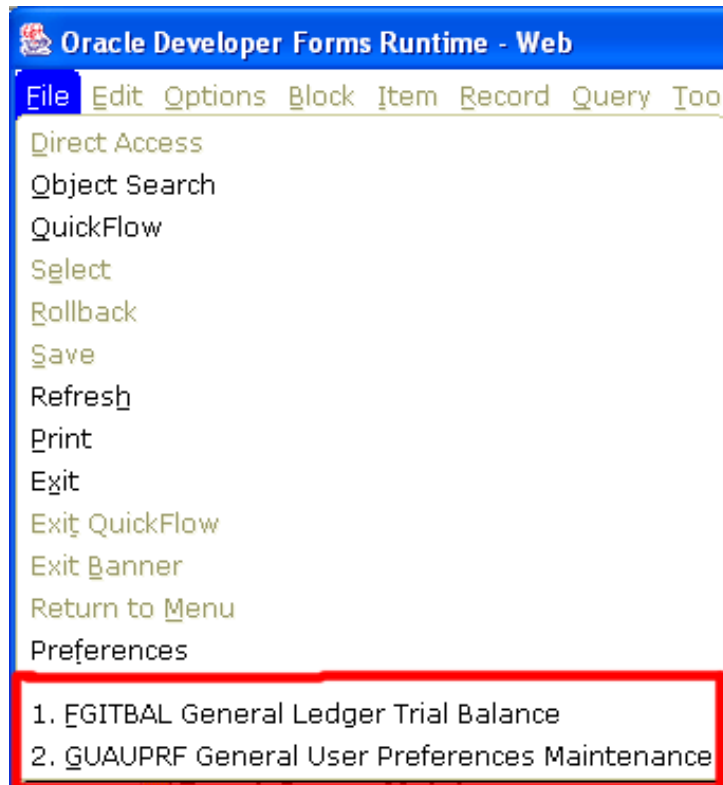 Oracle Developer Forms Runtime - Web
File Edit Options Block Item Record Query Too
Direct Access
Object Search
QuickFlow
Select
Rollback
Save
Refresh
Print
Exit
Exit QuickFlow
Exit Banner
Return to Menu
Preferences
1. FGITBAL General Ledger Trial Balance
2. GUAUPRF General User Preferences Maintenance